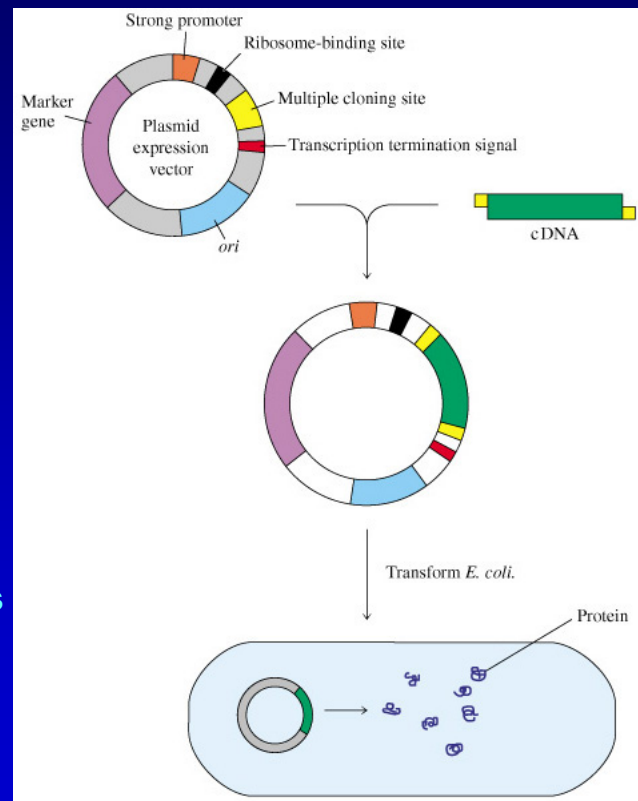 Strong promoter
Ribosome-binding site
Marker
gene
Multiple cloning site
Plasmid
expression
vector
Transcription termination signal
ori
cDNA
Transform E. coli.
s
Protein